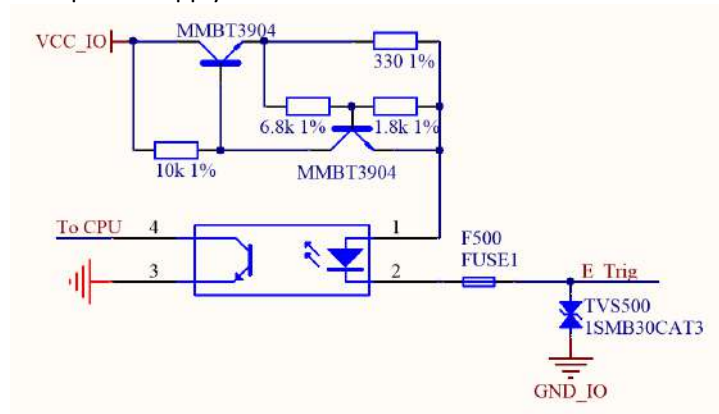 MMBT3904
VCC_IO
330 1%
6.8k 1%
1.8k 1%
10k 1%
MMBT3904
To CPU
4
1
F500
FUSE1
3
2
E_Trig
TVS500
1SMB30CAT3
GND_IO